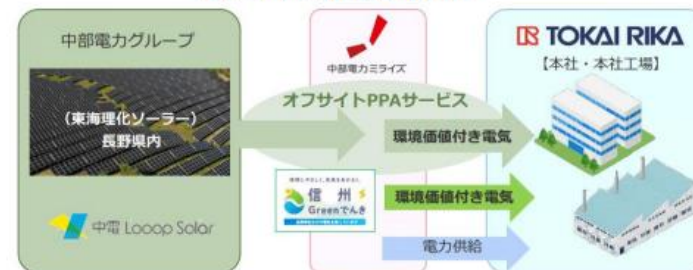 中部電力グループ
（東海理化ソーラー）
長野県内
中電 Looop Solar
中部電力ミライズ
オフサイトPPAサービス
環境価値付き電気
信州
Greenでんき
環境価値付き電気
電力供給
TOKAI RIKA
【本社・本社工場】